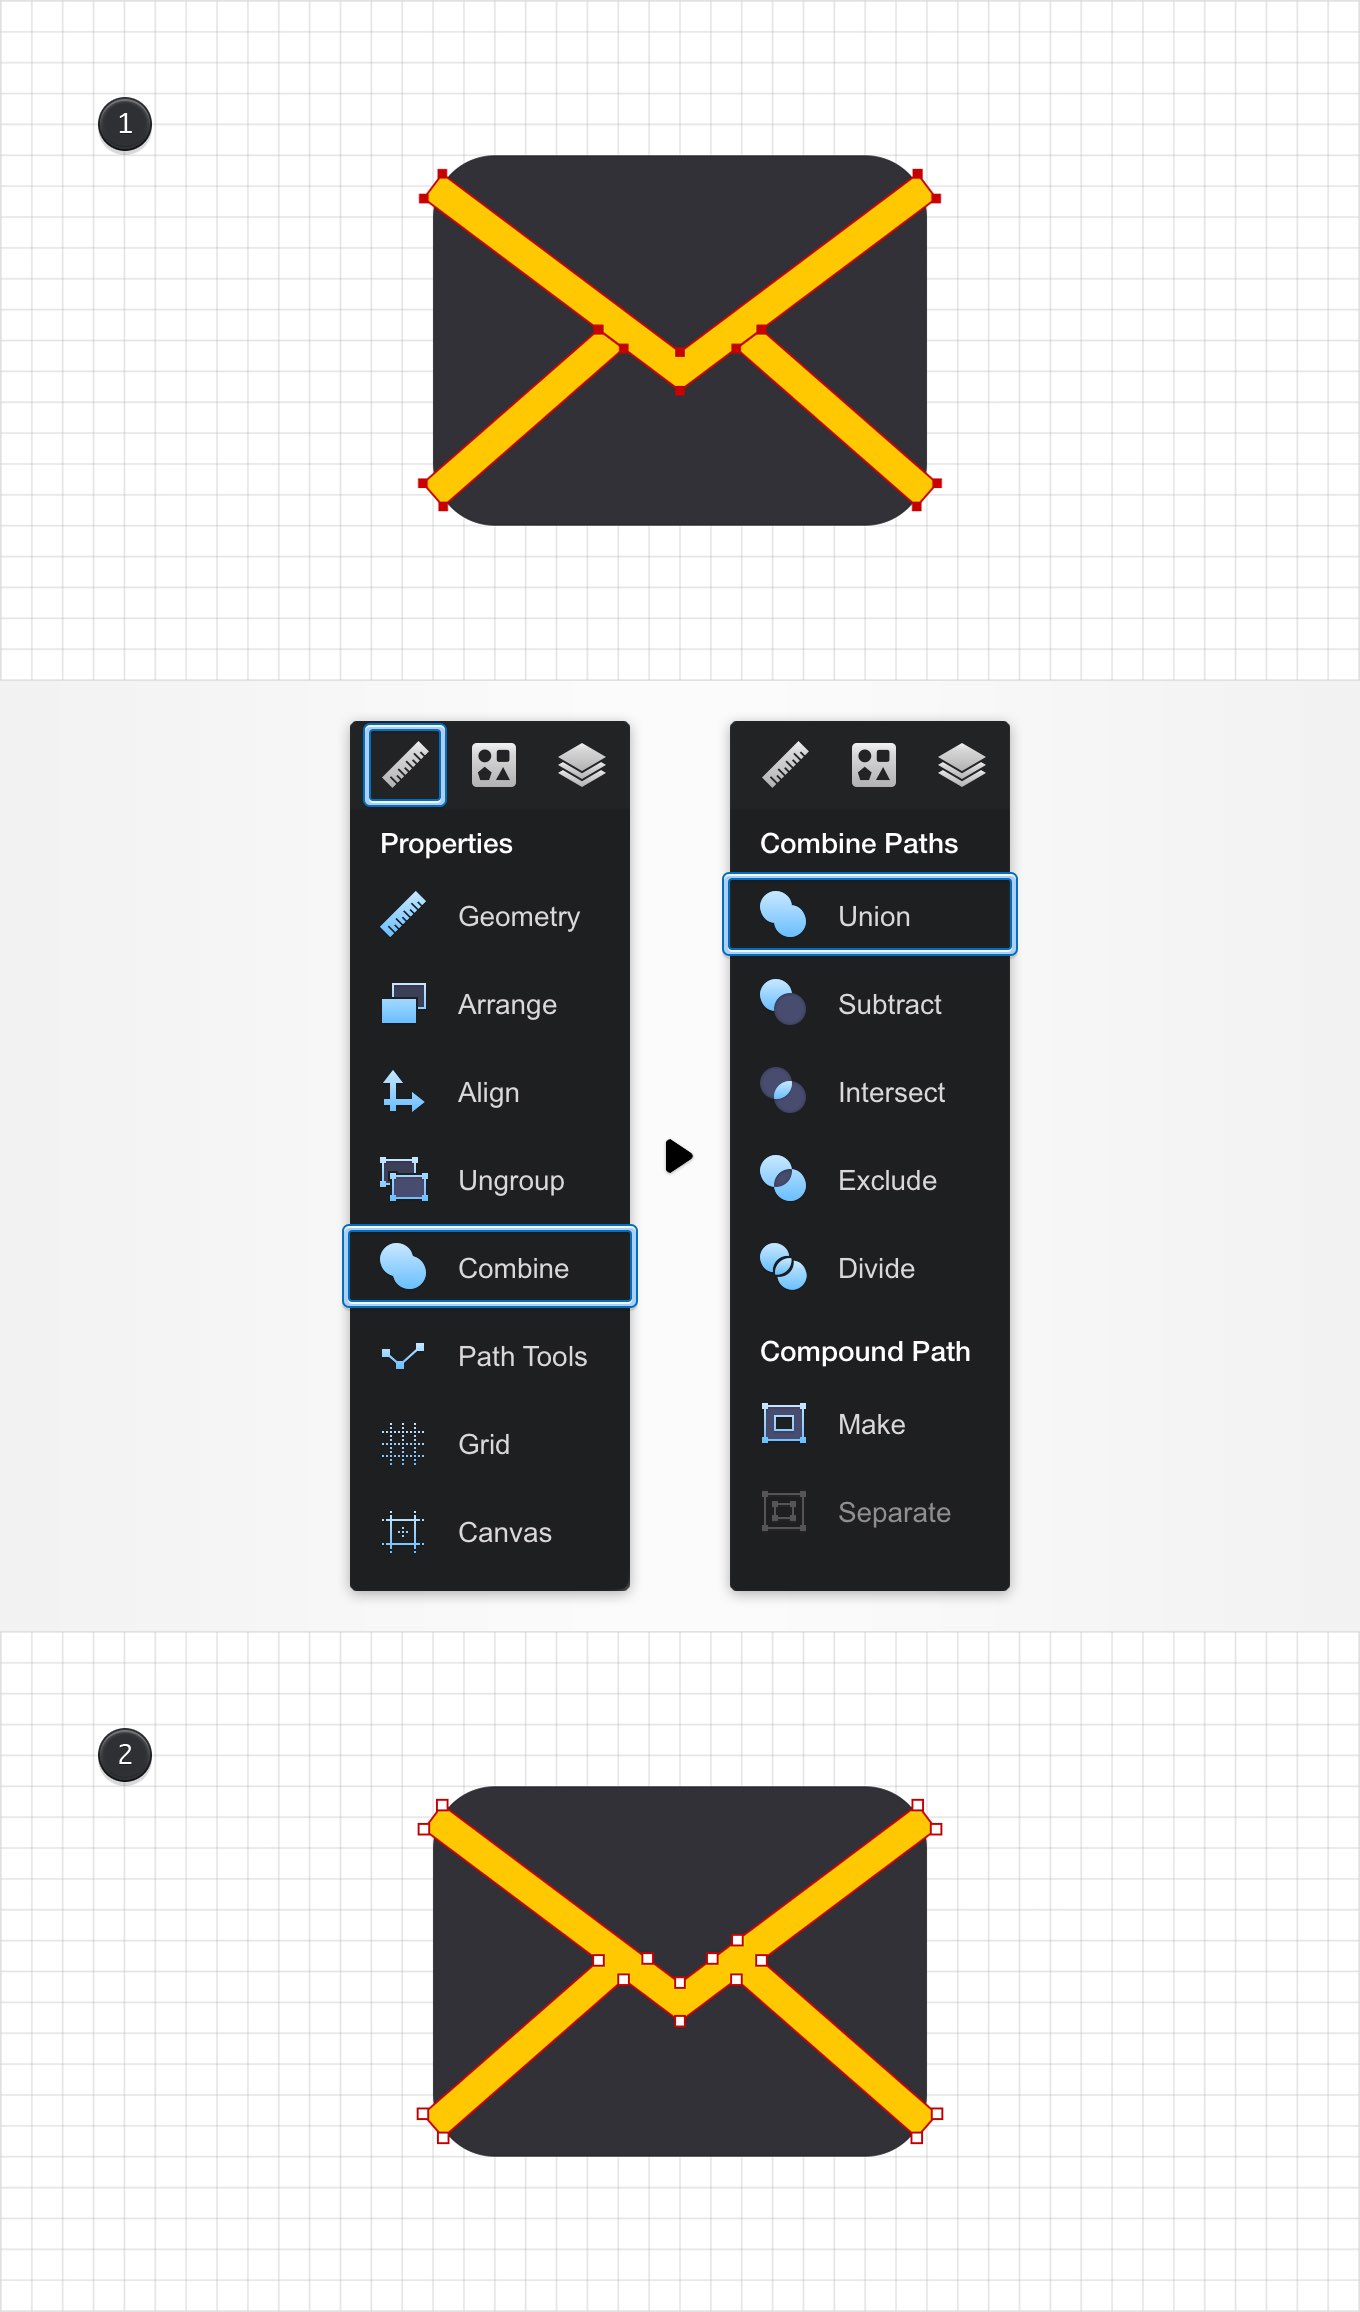 1
Properties
Geometry
Arrange
Align
Ungroup
Combine
Path Tools
Grid
Canvas
Combine Paths
Union
Subtract
Intersect
Exclude
Divide
Compound Path
Make
Separate
2